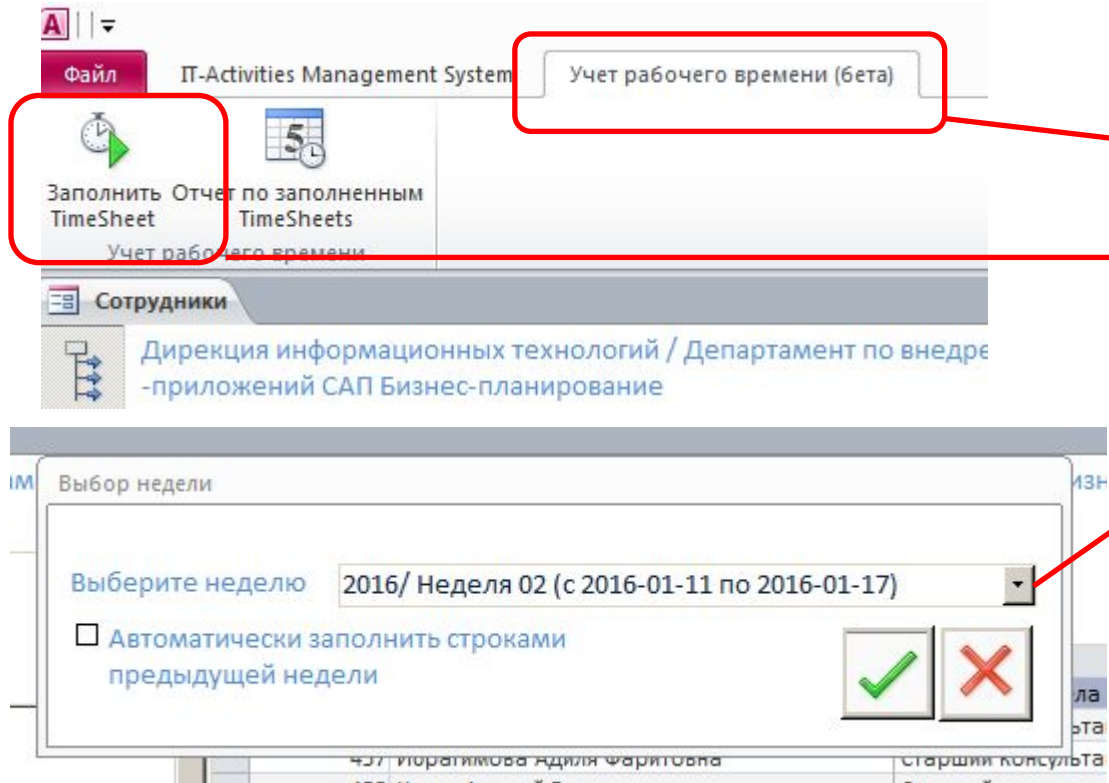 A
Файл IT-Activities Management System Учет рабочего времени (бета)
5
Заполнить TimeSheet
Отчет по заполненным TimeSheets
Учет рабочего времени
Сотрудники
Дирекция информационных технологий / Департамент по внедре
-приложений САП Бизнес-планирование
Выбор недели
Выберите неделю 2016/ Неделя 02 (с 2016-01-11 по 2016-01-17)
Автоматически заполнить строками
предыдущей недели